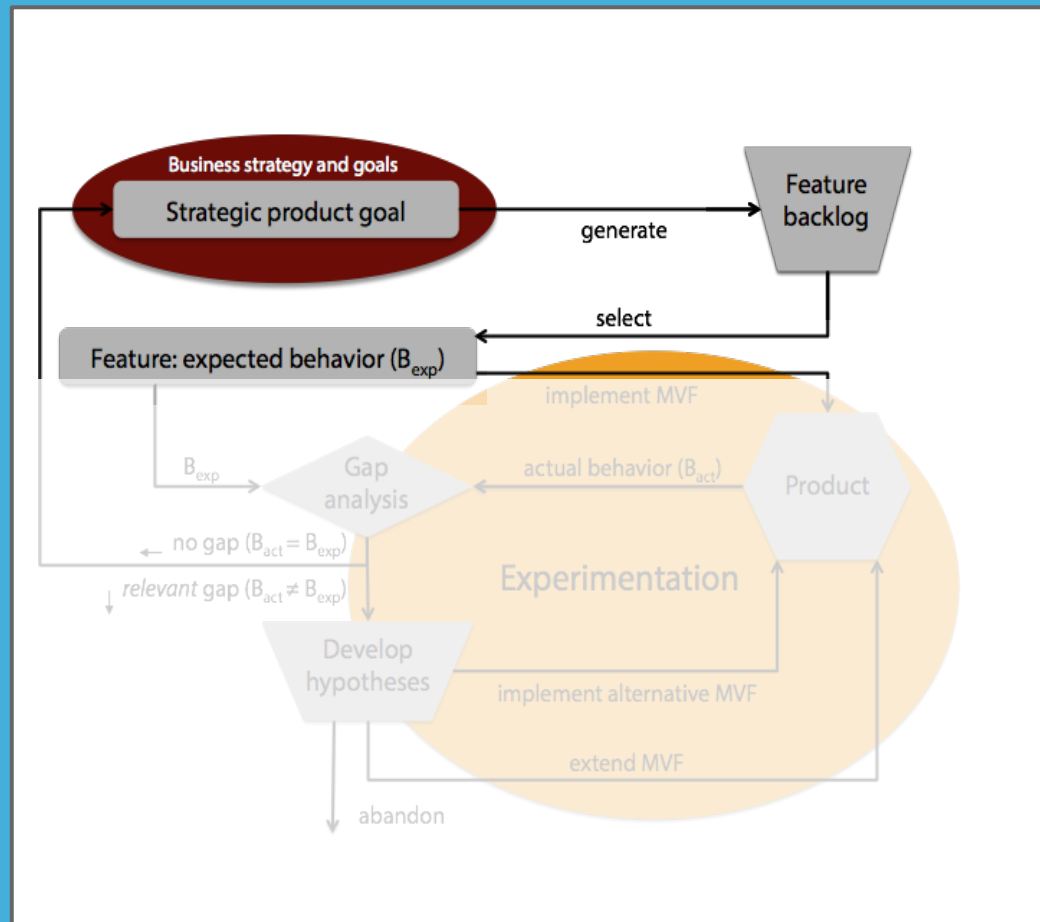 Business strategy and goals
Strategic product goal
Feature
backlog
generate
select
Feature: expected behavior (Bexp)
implement MVF
Bexp
Gap
analysis
actual behavior (Bact)
Product
← no gap (Bact = Bexp)
↓ relevant gap (Bact ≠ Bexp)
Experimentation
Develop
hypotheses
implement alternative MVF
extend MVF
abandon